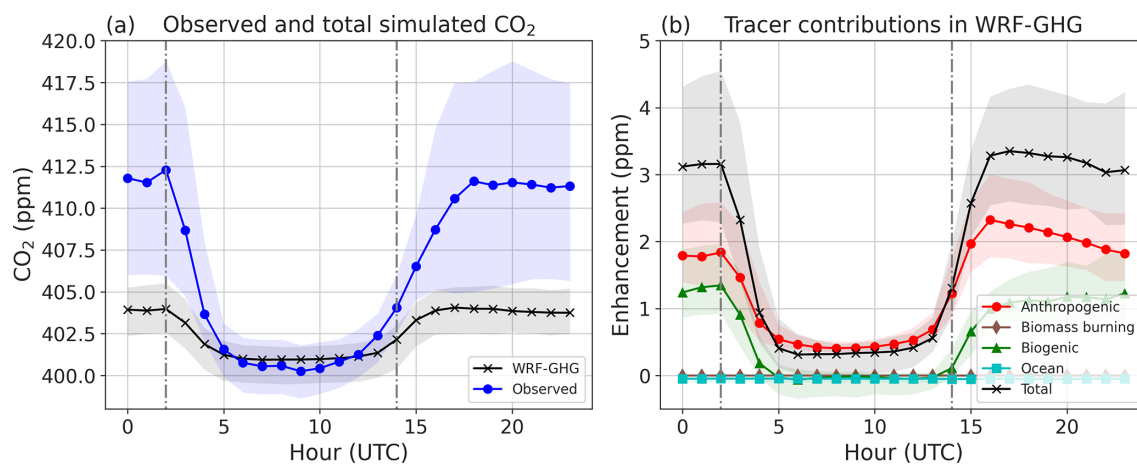 (a) Observed and total simulated CO₂
420.0
417.5
415.0
412.5
410.0
407.5
405.0
402.5
400.0
CO₂ (ppm)
WRF-GHG
Observed
0 5 10 15 20
Hour (UTC)
(b) Tracer contributions in WRF-GHG
5
4
3
2
1
0
Enhancement (ppm)
Anthropogenic
Biomass burning
Biogenic
Ocean
Total
0 5 10 15 20
Hour (UTC)